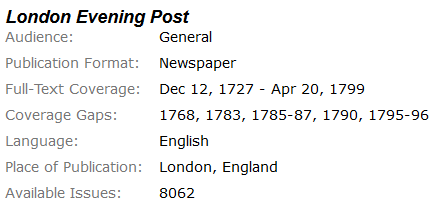 London Evening Post
Audience: General
Publication Format: Newspaper
Full-Text Coverage: Dec 12, 1727 - Apr 20, 1799
Coverage Gaps: 1768, 1783, 1785-87, 1790, 1795-96
Language: English
Place of Publication: London, England
Available Issues: 8062